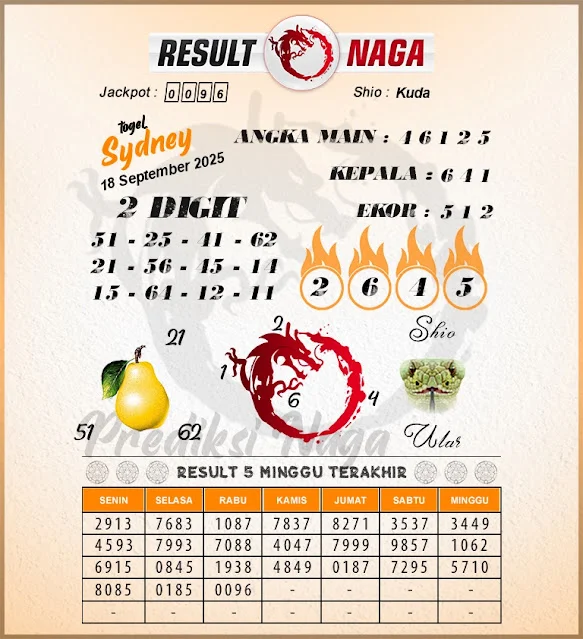 RESULT NAGA
Jackpot : 0096
Shio : Kuda
togel
Sydney
18 September 2025
ANGKA MAIN : 4 6 1 2 5
KEPALA : 6 4 1
EKOR : 5 1 2
2 DIGIT
51 - 25 - 41 - 62
21 - 56 - 45 - 14
15 - 64 - 12 - 11
2 6 4 5
21
51
62
2
1
6
4
Shio
Ular
Prediksi Naga
RESULT 5 MINGGU TERAKHIR
SENIN SELASA RABU KAMIS JUMAT SABTU MINGGU
2913 7683 1087 7837 8271 3537 3449
4593 7993 7088 4047 7999 9857 1062
6915 0845 1938 4849 0187 7295 5710
8085 0185 0096 - - - -
- - - - - - -